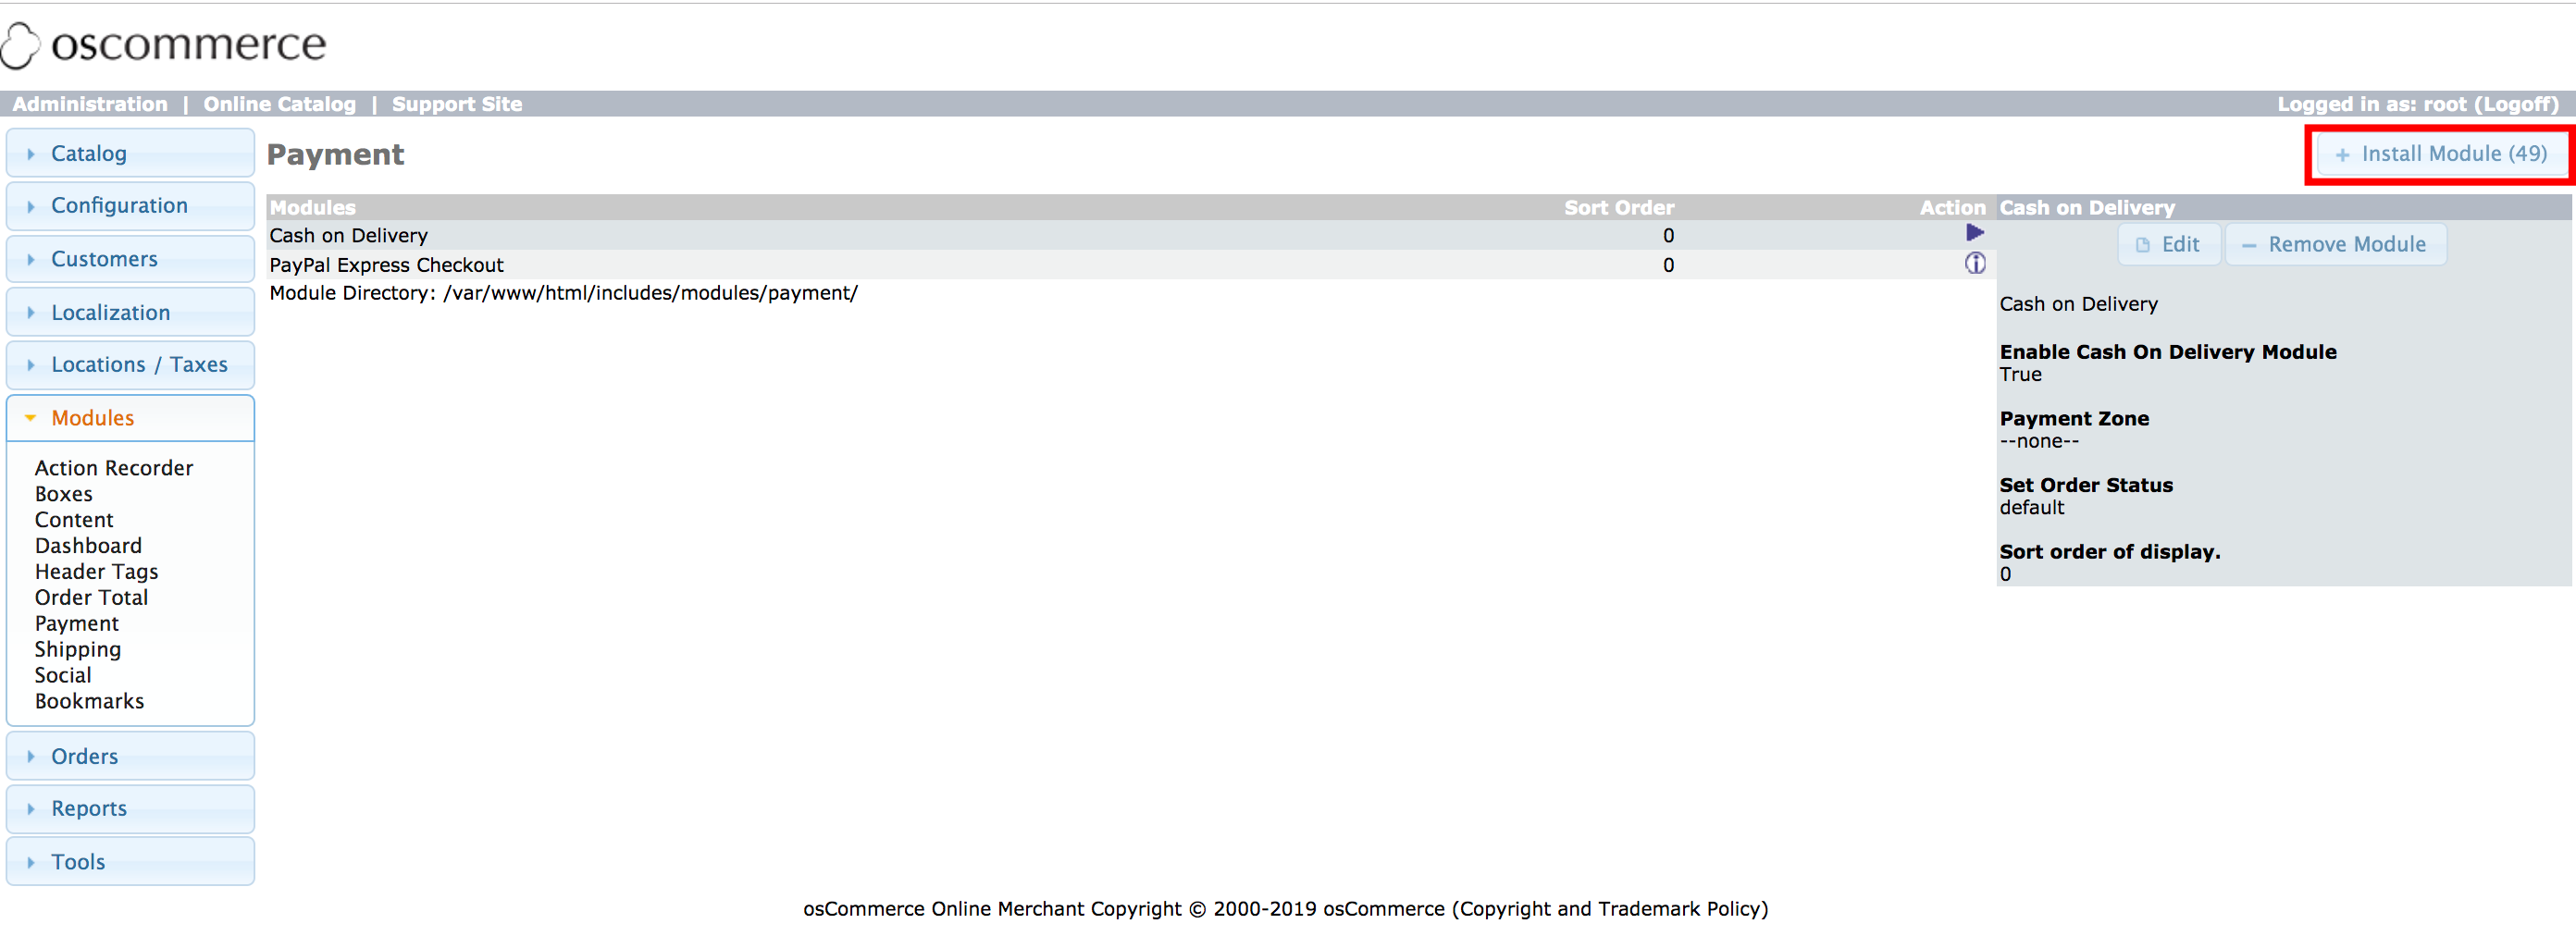 oscommerce
Administration | Online Catalog | Support Site
Logged in as: root (Logoff)
Catalog
Configuration
Customers
Localization
Locations / Taxes
Modules
Action Recorder
Boxes
Content
Dashboard
Header Tags
Order Total
Payment
Shipping
Social
Bookmarks
Orders
Reports
Tools
Payment
+ Install Module (49)
Modules Sort Order Action
Cash on Delivery 0
PayPal Express Checkout 0
Module Directory: /var/www/html/includes/modules/payment/
Cash on Delivery
Edit
– Remove Module
Cash on Delivery
Enable Cash On Delivery Module
True
Payment Zone
--none--
Set Order Status
default
Sort order of display.
0
osCommerce Online Merchant Copyright © 2000-2019 osCommerce (Copyright and Trademark Policy)